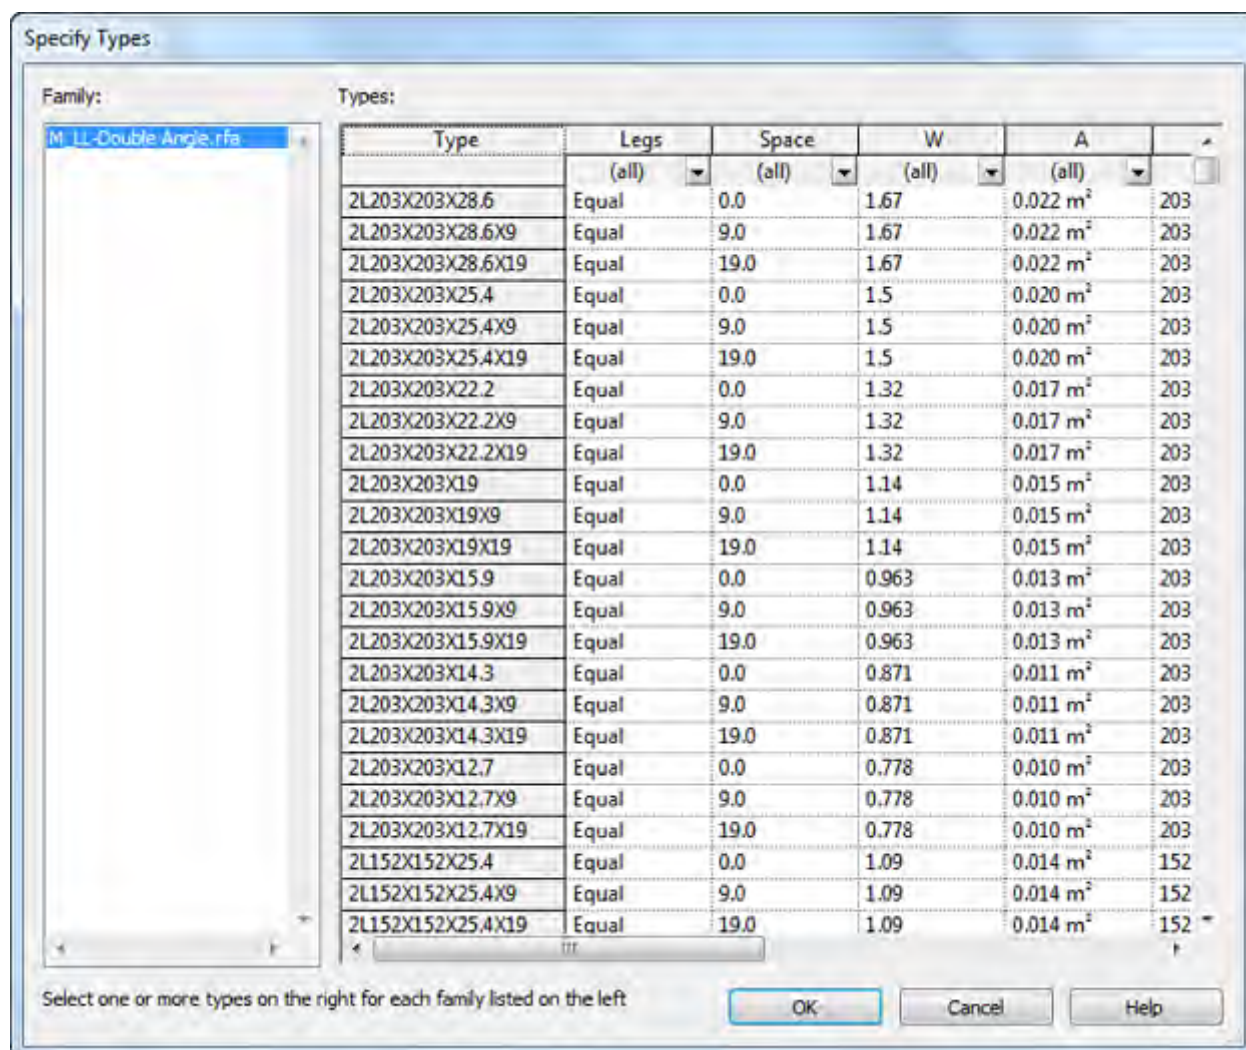 Specify Types
Family: Types:
M_LL-Double Angle.rfa
Type Legs Space W A
(all) (all) (all) (all)
2L203X203X28.6 Equal 0.0 1.67 0.022 m² 203
2L203X203X28.6X9 Equal 9.0 1.67 0.022 m² 203
2L203X203X28.6X19 Equal 19.0 1.67 0.022 m² 203
2L203X203X25.4 Equal 0.0 1.5 0.020 m² 203
2L203X203X25.4X9 Equal 9.0 1.5 0.020 m² 203
2L203X203X25.4X19 Equal 19.0 1.5 0.020 m² 203
2L203X203X22.2 Equal 0.0 1.32 0.017 m² 203
2L203X203X22.2X9 Equal 9.0 1.32 0.017 m² 203
2L203X203X22.2X19 Equal 19.0 1.32 0.017 m² 203
2L203X203X19 Equal 0.0 1.14 0.015 m² 203
2L203X203X19X9 Equal 9.0 1.14 0.015 m² 203
2L203X203X19X19 Equal 19.0 1.14 0.015 m² 203
2L203X203X15.9 Equal 0.0 0.963 0.013 m² 203
2L203X203X15.9X9 Equal 9.0 0.963 0.013 m² 203
2L203X203X15.9X19 Equal 19.0 0.963 0.013 m² 203
2L203X203X14.3 Equal 0.0 0.871 0.011 m² 203
2L203X203X14.3X9 Equal 9.0 0.871 0.011 m² 203
2L203X203X14.3X19 Equal 19.0 0.871 0.011 m² 203
2L203X203X12.7 Equal 0.0 0.778 0.010 m² 203
2L203X203X12.7X9 Equal 9.0 0.778 0.010 m² 203
2L203X203X12.7X19 Equal 19.0 0.778 0.010 m² 203
2L152X152X25.4 Equal 0.0 1.09 0.014 m² 152
2L152X152X25.4X9 Equal 9.0 1.09 0.014 m² 152
2L152X152X25.4X19 Equal 19.0 1.09 0.014 m² 152
Select one or more types on the right for each family listed on the left
OK Cancel Help